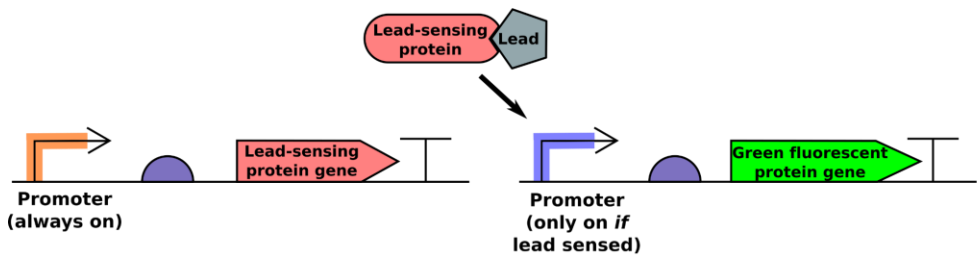 Lead-sensing
protein
Lead
Lead-sensing
protein gene
Green fluorescent
protein gene
Promoter
(always on)
Promoter
(only on if
lead sensed)